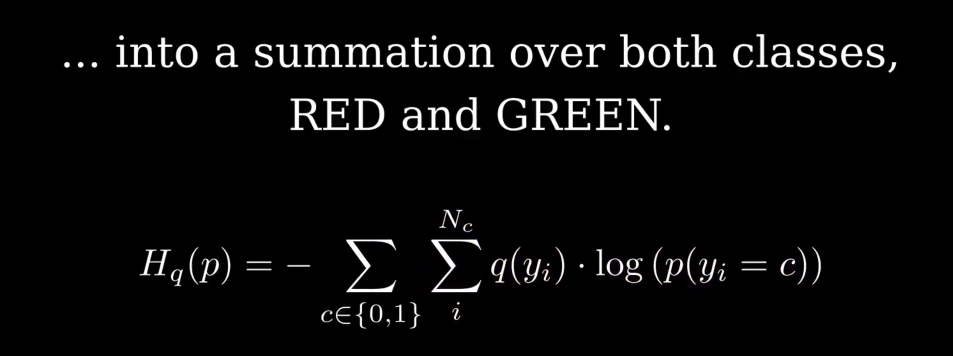 ... into a summation over both classes,
RED and GREEN.
$H_q(p) = - \sum_{c \in \{0,1\}} \sum_{i}^{N_c} q(y_i) \cdot \log\left(p(y_i = c)\right)$